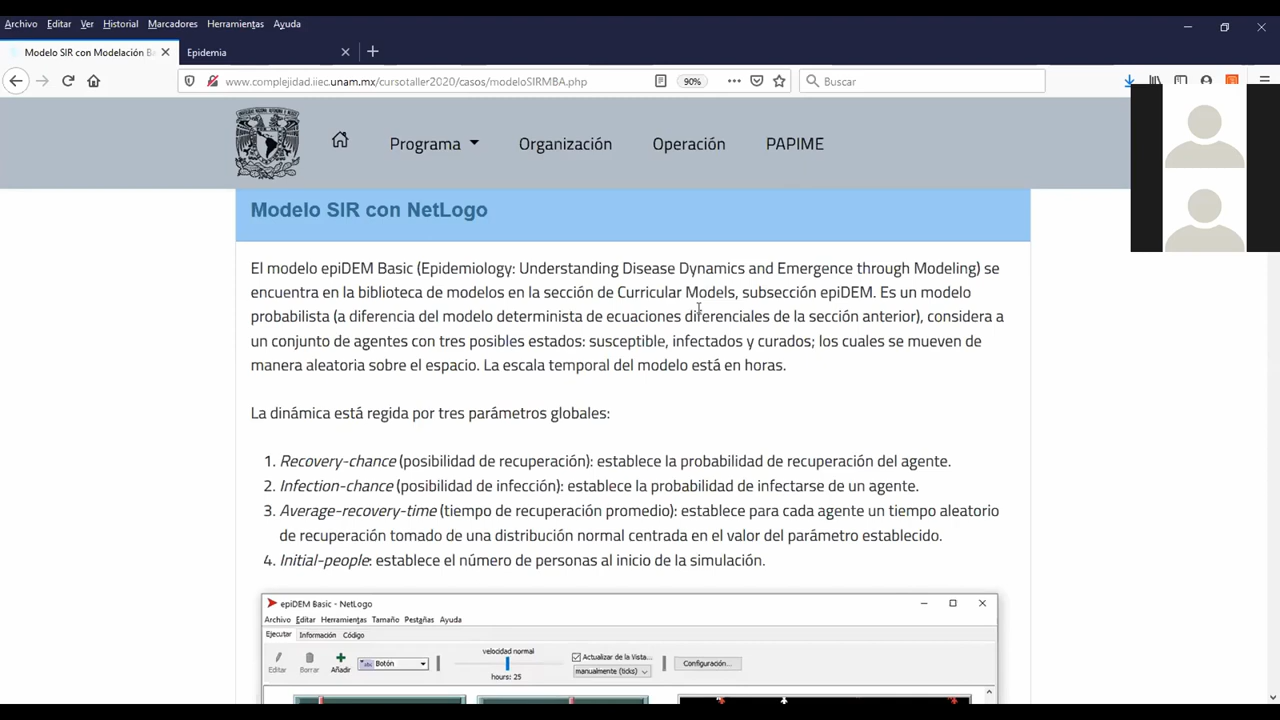 Archivo Editar Ver Historial Marcadores Herramientas Ayuda
Modelo SIR con Modelación Ba
Epidemia
www.complejidad.iiec.unam.mx/cursotaller2020/casos/modeloSIRMBA.php
90%
Buscar
Programa
Organización
Operación
PAPIME
Modelo SIR con NetLogo
El modelo epiDEM Basic (Epidemiology: Understanding Disease Dynamics and Emergence through Modeling) se
encuentra en la biblioteca de modelos en la sección de Curricular Models, subsección epiDEM. Es un modelo
probabilista (a diferencia del modelo determinista de ecuaciones diferenciales de la sección anterior), considera a
un conjunto de agentes con tres posibles estados: susceptible, infectados y curados; los cuales se mueven de
manera aleatoria sobre el espacio. La escala temporal del modelo está en horas.
La dinámica está regida por tres parámetros globales:
1. Recovery-chance (posibilidad de recuperación): establece la probabilidad de recuperación del agente.
2. Infection-chance (posibilidad de infección): establece la probabilidad de infectarse de un agente.
3. Average-recovery-time (tiempo de recuperación promedio): establece para cada agente un tiempo aleatorio
de recuperación tomado de una distribución normal centrada en el valor del parámetro establecido.
4. Initial-people: establece el número de personas al inicio de la simulación.
epiDEM Basic - NetLogo
Archivo Editar Herramientas Tamaño Pestañas Ayuda
Ejecutar Información Código
Editar Borrar Añadir
Botón
velocidad normal
hours: 25
Actualizar de la Vista...
manualmente (ticks)
Configuración...